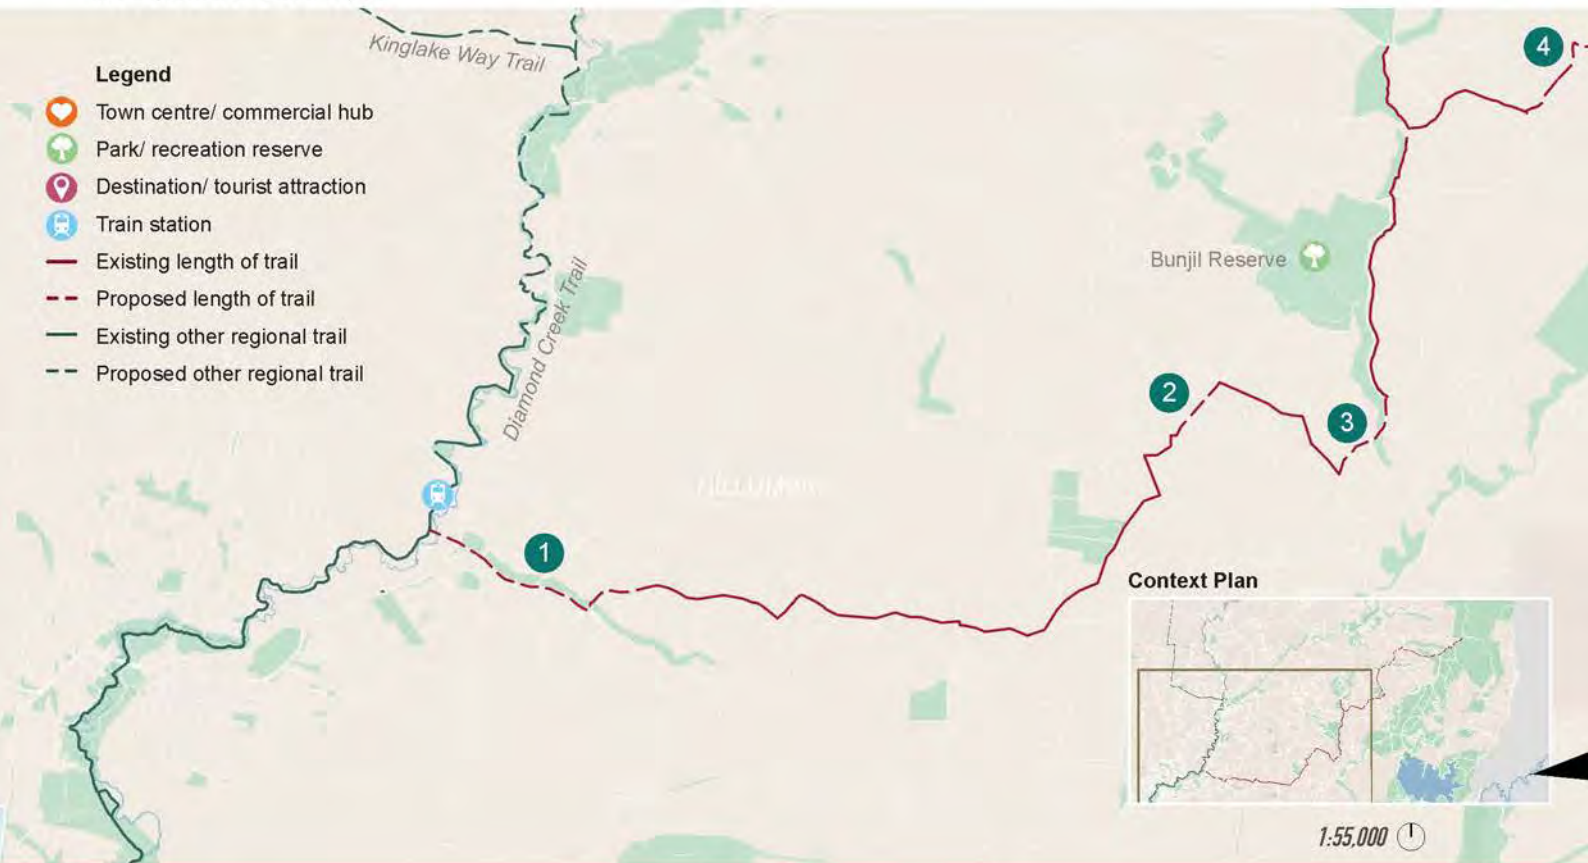 Kinglake Way Trail
Legend
Town centre/ commercial hub
Park/ recreation reserve
Destination/ tourist attraction
Train station
Existing length of trail
Proposed length of trail
Existing other regional trail
Proposed other regional trail
Diamond Creek Trail
4
Bunjil Reserve
2
3
1
NILLUMBIK
Context Plan
1:55,000